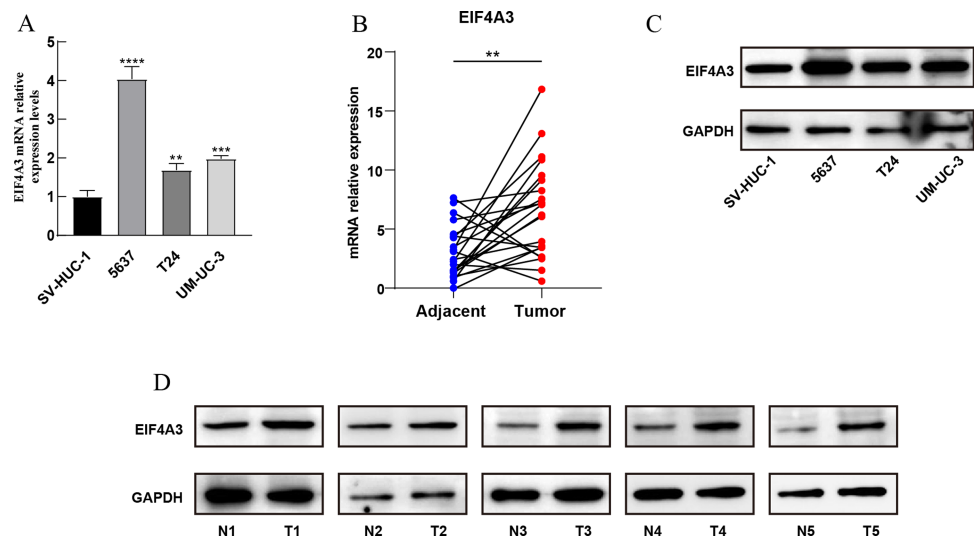 A
EIF4A3 mRNA relative
expression levels
5
4
3
2
1
0
****
**
***
SV-HUC-1
5637
T24
UM-UC-3
B
EIF4A3
mRNA relative expression
20
15
10
5
0
**
Adjacent
Tumor
C
EIF4A3
GAPDH
SV-HUC-1
5637
T24
UM-UC-3
D
EIF4A3
GAPDH
N1 T1 N2 T2 N3 T3 N4 T4 N5 T5